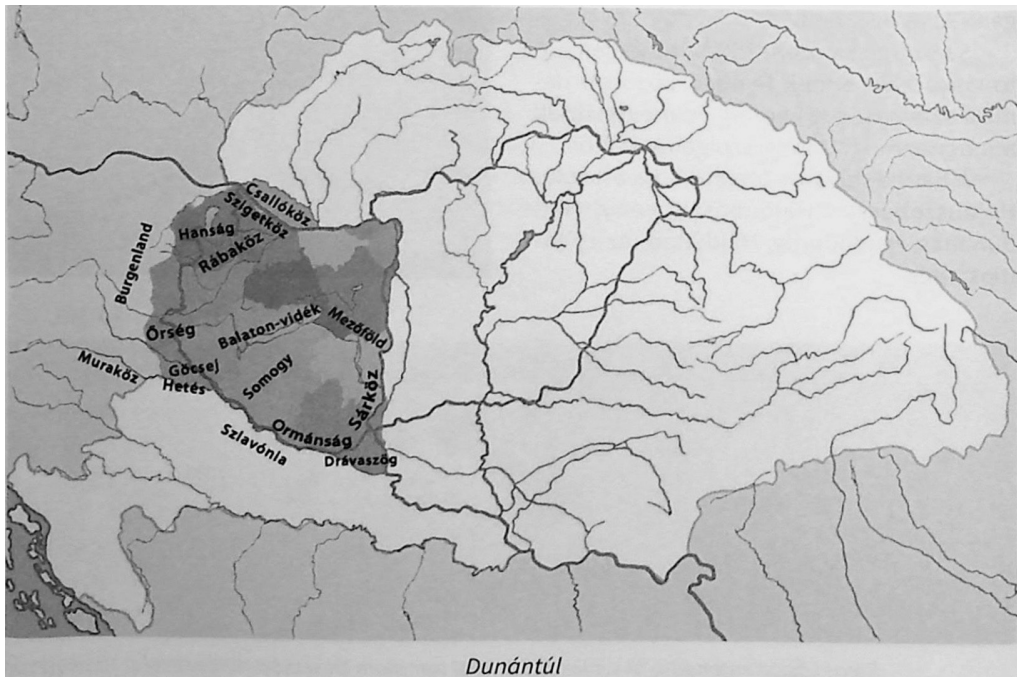 Csallóköz
Szigetköz
Hanság
Rábaköz
Burgenland
Őrség
Balaton-vidék
Mezőföld
Muraköz
Göcsej
Hetés
Somogy
Sárköz
Ormánság
Szlavónia
Drávaszög
Dunántúl